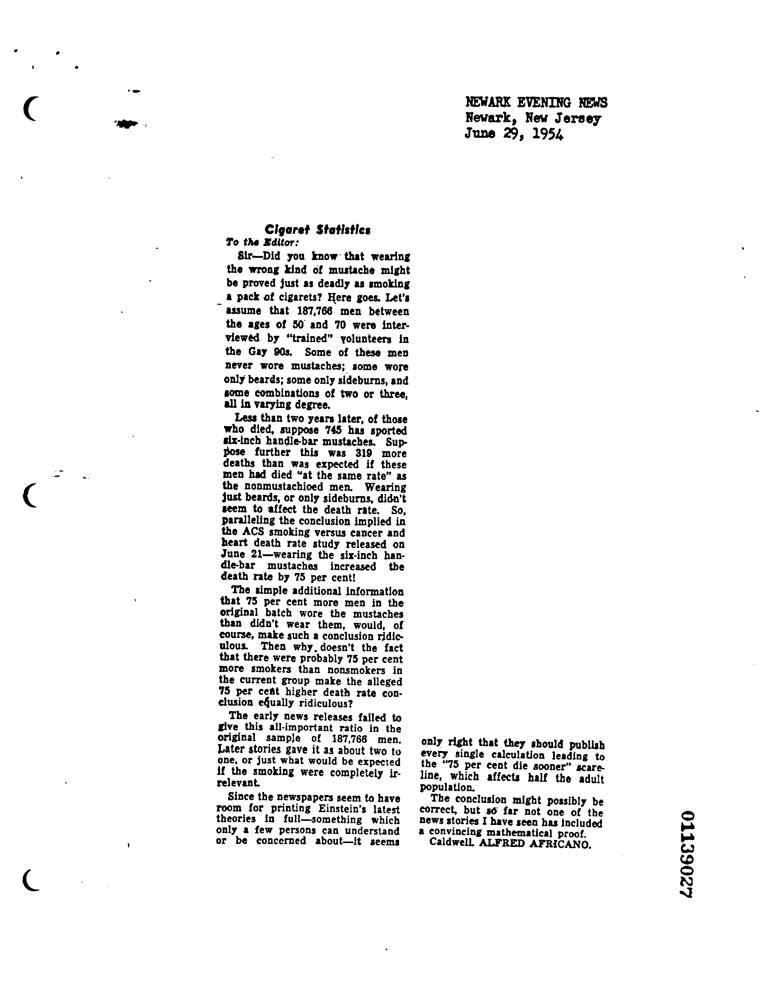 NEWARK EVENING NEWS
Newark, New Jersey
June 29, 1954
Cigaret Statistics
To the Editor:
Sir—Did you know that wearing
the wrong kind of mustache might
be proved just as deadly as smoking
a pack of cigarets? Here goes. Let's
assume that 187,766 men between
the ages of 50 and 70 were inter-
viewed by "trained" volunteers in
the Gay 90s. Some of these men
never wore mustaches; some wore
only beards; some only sideburns, and
some combinations of two or three,
all in varying degree.
Less than two years later, of those
who died, suppose 745 has sported
six-inch handle-bar mustaches. Sup-
pose further this was 319 more
deaths than was expected if these
men had died "at the same rate" as
the nonmustachioed men. Wearing
just beards, or only sideburns, didn't
seem to affect the death rate. So,
paralleling the conclusion implied in
the ACS smoking versus cancer and
heart death rate study released on
June 21—wearing the six-inch han-
dle-bar mustaches increased the
death rate by 75 per cent!
The simple additional information
that 75 per cent more men in the
original batch wore the mustaches
than didn't wear them, would, of
course, make such a conclusion ridic-
ulous. Then why doesn't the fact
that there were probably 75 per cent
more smokers than nonsmokers in
the current group make the alleged
75 per cent higher death rate con-
clusion equally ridiculous?
The early news releases failed to
give this all-important ratio in the
original sample of 187,766 men.
Later stories gave it as about two to
one, or just what would be expected
if the smoking were completely ir-
relevant.
Since the newspapers seem to have
room for printing Einstein's latest
theories in full—something which
only a few persons can understand
or be concerned about—it seems
only right that they should publish
every single calculation leading to
the "75 per cent die sooner" scare-
line, which affects half the adult
population.
The conclusion might possibly be
correct, but so far not one of the
news stories I have seen has included
a convincing mathematical proof.
Caldwell. ALFRED AFRICANO.
01139027